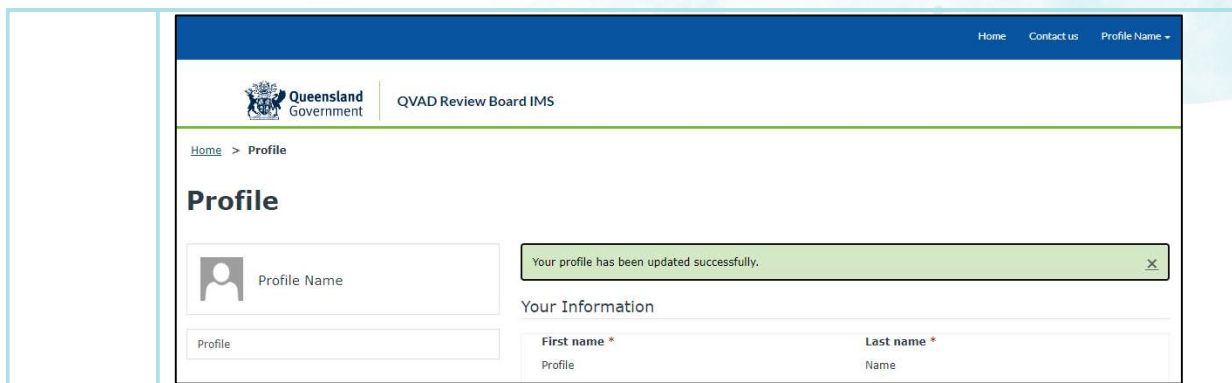 Home Contact us Profile Name
Queensland
Government
QVAD Review Board IMS
Home > Profile
Profile
Profile Name
Your profile has been updated successfully. X
Your Information
Profile
First name * Last name *
Profile Name